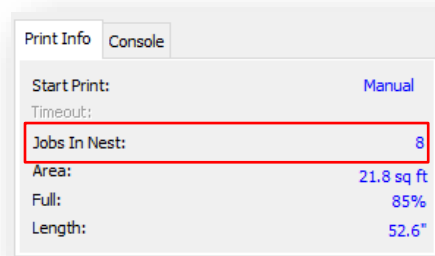 Print Info Console
Start Print: Manual
Timeout:
Jobs In Nest: 8
Area: 21.8 sq ft
Full: 85%
Length: 52.6"